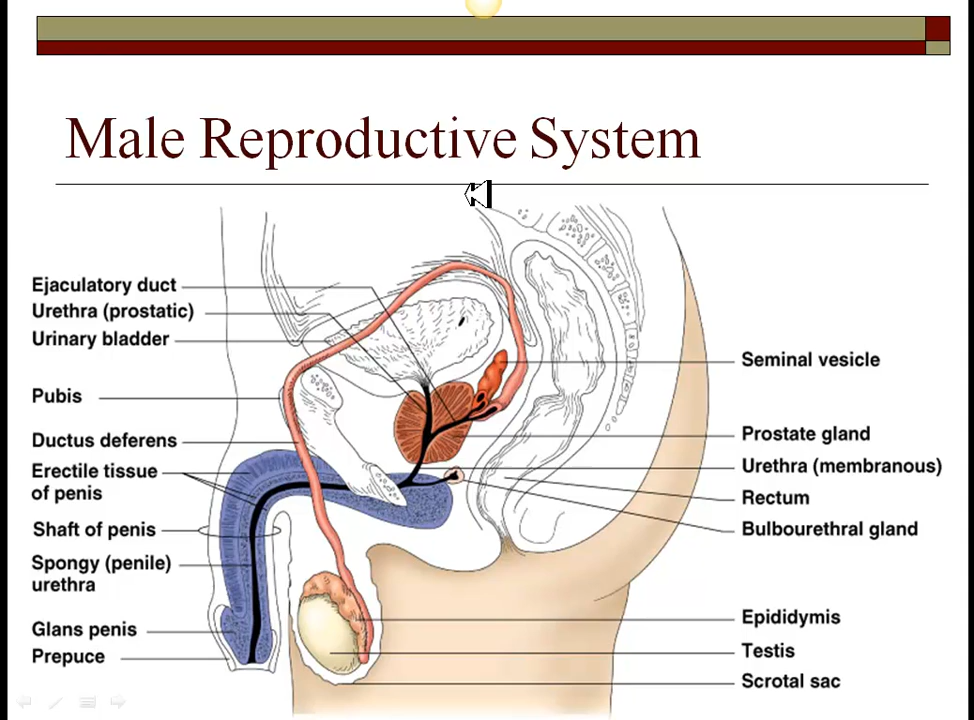 Male Reproductive System
Ejaculatory duct
Urethra (prostatic)
Urinary bladder
Pubis
Ductus deferens
Erectile tissue
of penis
Shaft of penis
Spongy (penile)
urethra
Glans penis
Prepuce
Seminal vesicle
Prostate gland
Urethra (membranous)
Rectum
Bulbourethral gland
Epididymis
Testis
Scrotal sac